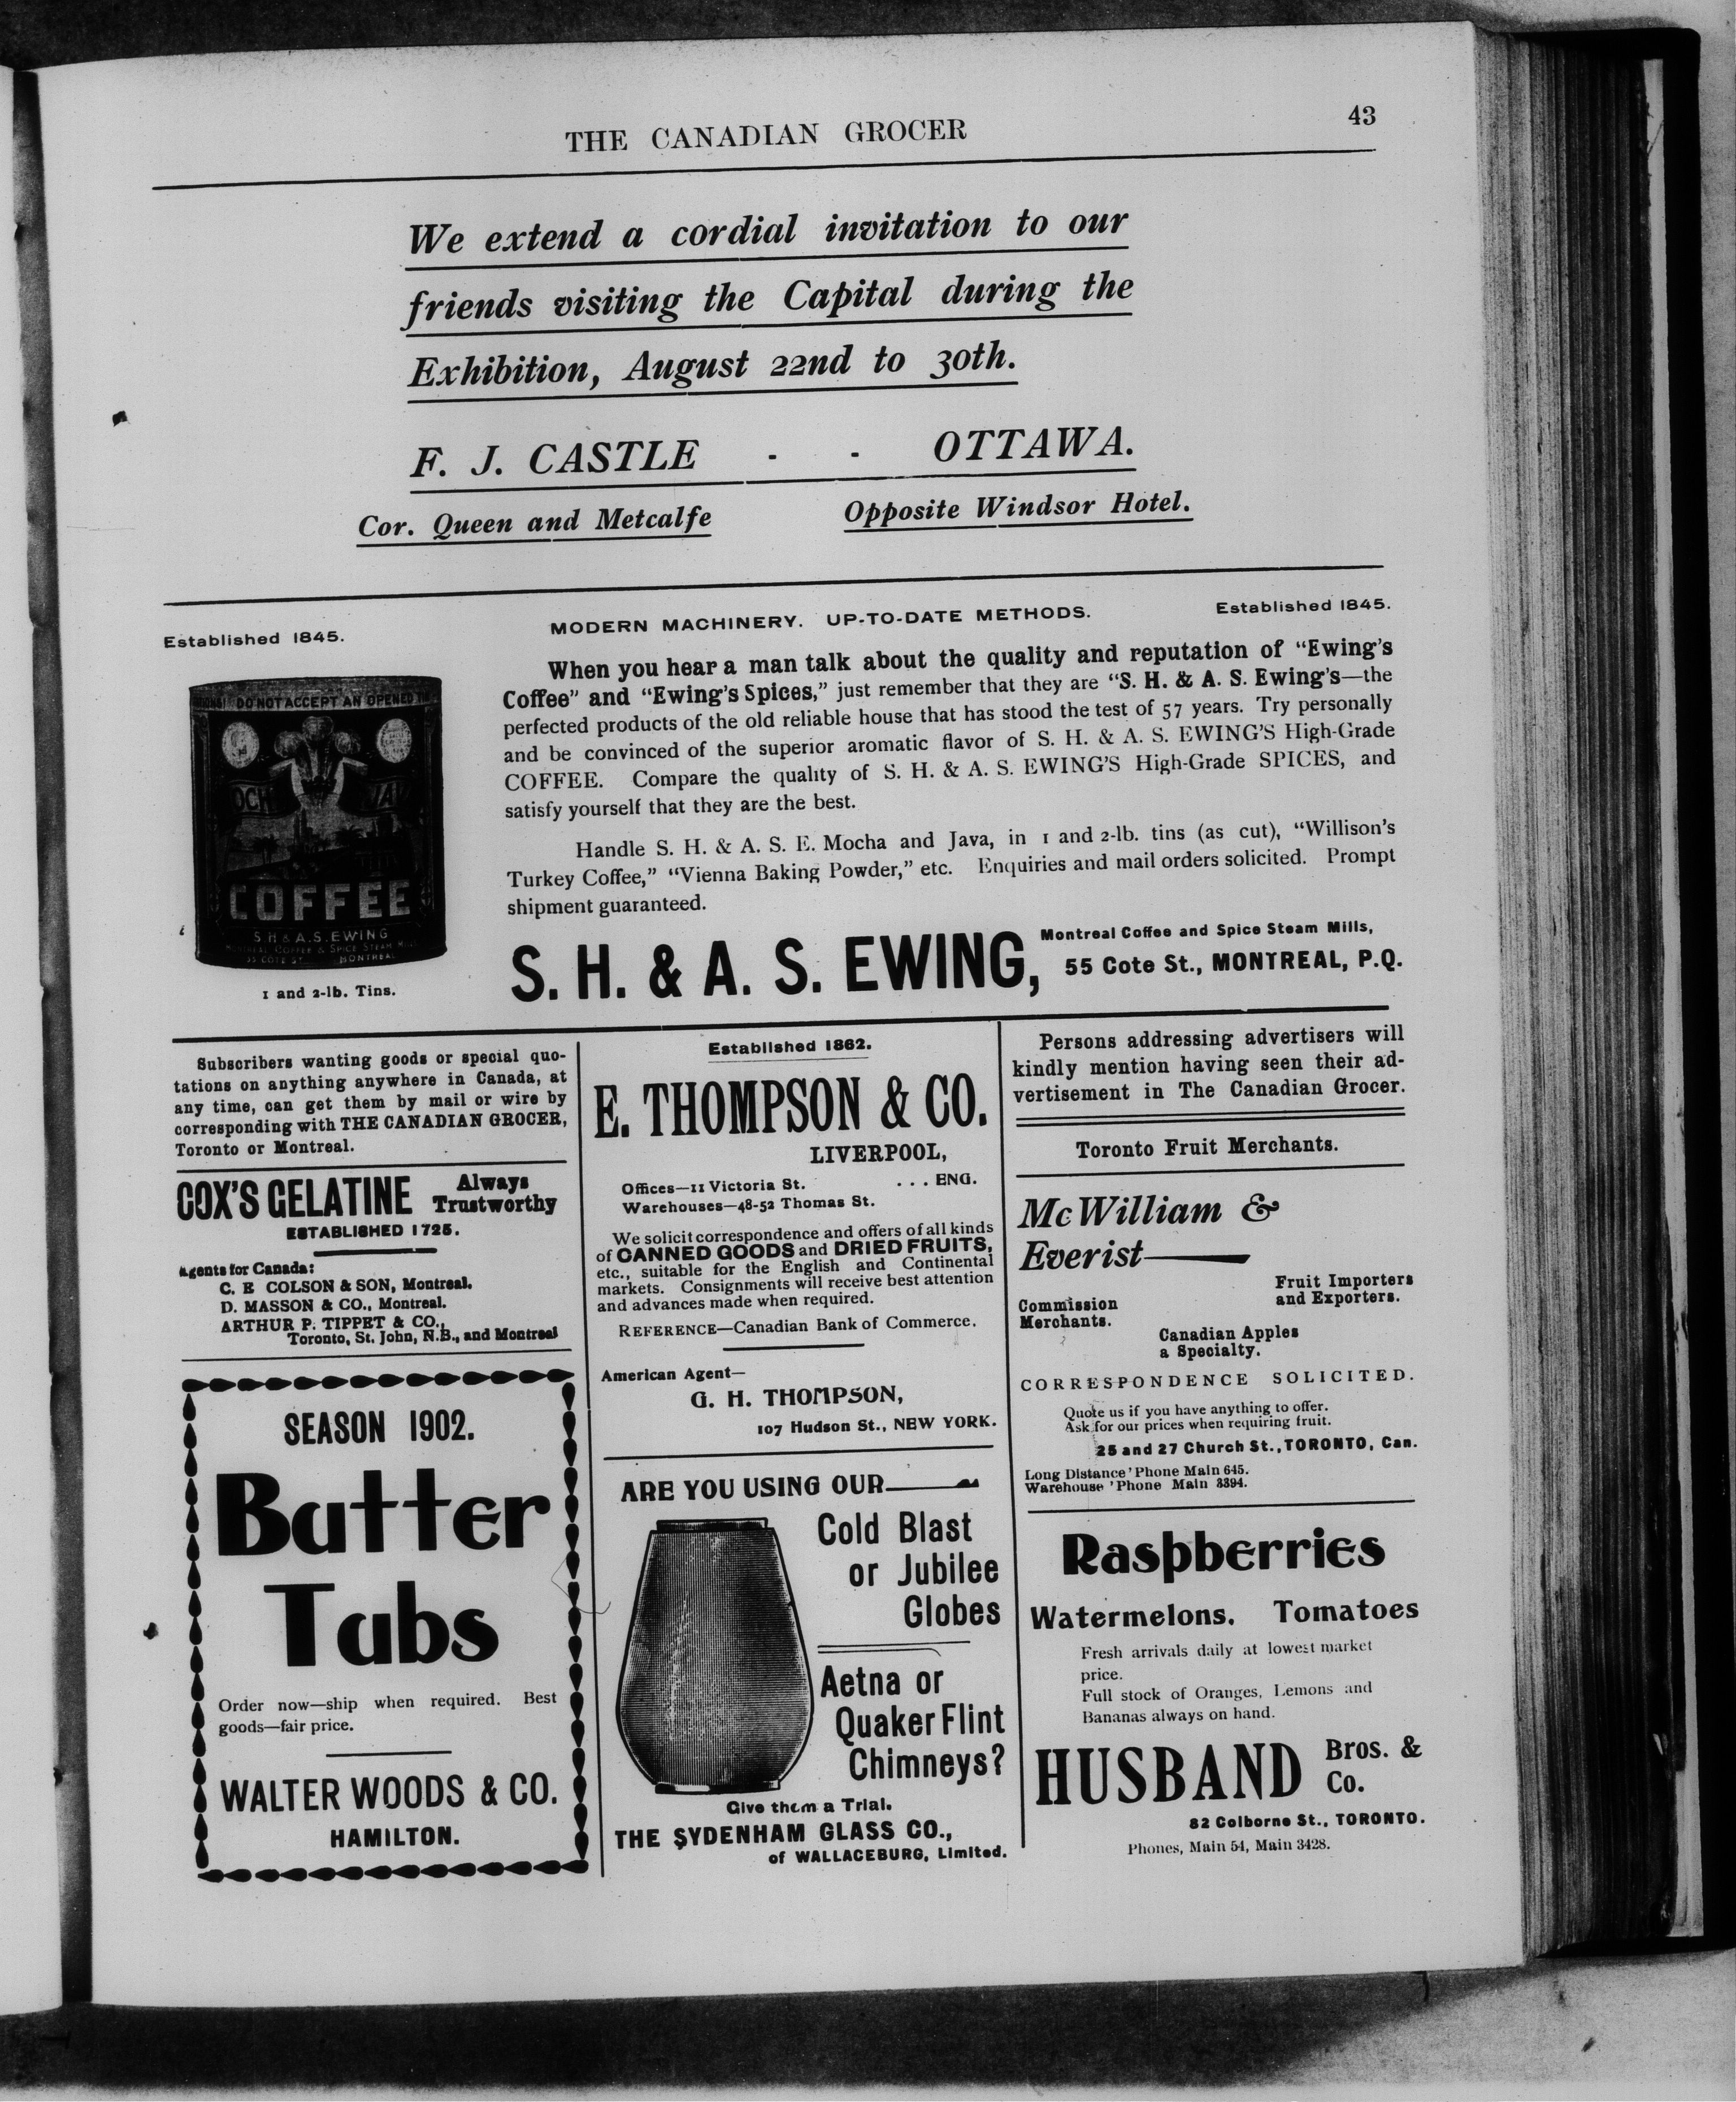 THE CANADIAN GROCER
43
We extend a cordial invitation to our
friends visiting the Capital during the
Exhibition, August 22nd to 30th.
F. J. CASTLE - - OTTAWA.
Cor. Queen and Metcalfe
Opposite Windsor Hotel.
Established 1845.
MODERN MACHINERY. UP-TO-DATE METHODS.
Established 1845.
DO NOT ACCEPT AN OPENED
COFFEE
S.H & A.S. EWING
MONTREAL COFFEE & SPICE STEAM
55 COTE ST. MONTREAL
1 and 2-lb. Tins.
When you hear a man talk about the quality and reputation of "Ewing's
Coffee" and "Ewing's Spices," just remember that they are "S. H. & A. S. Ewing's—the
perfected products of the old reliable house that has stood the test of 57 years. Try personally
and be convinced of the superior aromatic flavor of S. H. & A. S. EWING'S High-Grade
COFFEE. Compare the quality of S. H. & A. S. EWING'S High-Grade SPICES, and
satisfy yourself that they are the best.
Handle S. H. & A. S. E. Mocha and Java, in 1 and 2-lb. tins (as cut), "Willison's
Turkey Coffee," "Vienna Baking Powder," etc. Enquiries and mail orders solicited. Prompt
shipment guaranteed.
S. H. & A. S. EWING,
Montreal Coffee and Spice Steam Mills,
55 Cote St., MONTREAL, P.Q.
Subscribers wanting goods or special quo-
tations on anything anywhere in Canada, at
any time, can get them by mail or wire by
corresponding with THE CANADIAN GROCER,
Toronto or Montreal.
COX'S GELATINE
Always
Trustworthy
ESTABLISHED 1725.
Agents for Canada:
C. E COLSON & SON, Montreal.
D. MASSON & CO., Montreal.
ARTHUR P. TIPPET & CO.,
Toronto, St. John, N.B., and Montreal
SEASON 1902.
Butter
Tubs
Order now—ship when required. Best
goods—fair price.
WALTER WOODS & CO.
HAMILTON.
Established 1862.
E. THOMPSON & CO.
LIVERPOOL,
Offices—11 Victoria St. . . . ENG.
Warehouses—48-52 Thomas St.
We solicit correspondence and offers of all kinds
of CANNED GOODS and DRIED FRUITS,
etc., suitable for the English and Continental
markets. Consignments will receive best attention
and advances made when required.
REFERENCE—Canadian Bank of Commerce.
American Agent—
G. H. THOMPSON,
107 Hudson St., NEW YORK.
ARE YOU USING OUR
Cold Blast
or Jubilee
Globes
Aetna or
Quaker Flint
Chimneys?
Give them a Trial.
THE SYDENHAM GLASS CO.,
of WALLACEBURG, Limited.
Persons addressing advertisers will
kindly mention having seen their ad-
vertisement in The Canadian Grocer.
Toronto Fruit Merchants.
McWilliam &
Everist
Fruit Importers
and Exporters.
Commission
Merchants.
Canadian Apples
a Specialty.
CORRESPONDENCE SOLICITED.
Quote us if you have anything to offer.
Ask for our prices when requiring fruit.
25 and 27 Church St., TORONTO, Can.
Long Distance 'Phone Main 645.
Warehouse 'Phone Main 3394.
Raspberries
Watermelons. Tomatoes
Fresh arrivals daily at lowest market
price.
Full stock of Oranges, Lemons and
Bananas always on hand.
HUSBAND Bros. &
Co.
82 Colborne St., TORONTO.
Phones, Main 54, Main 3428.